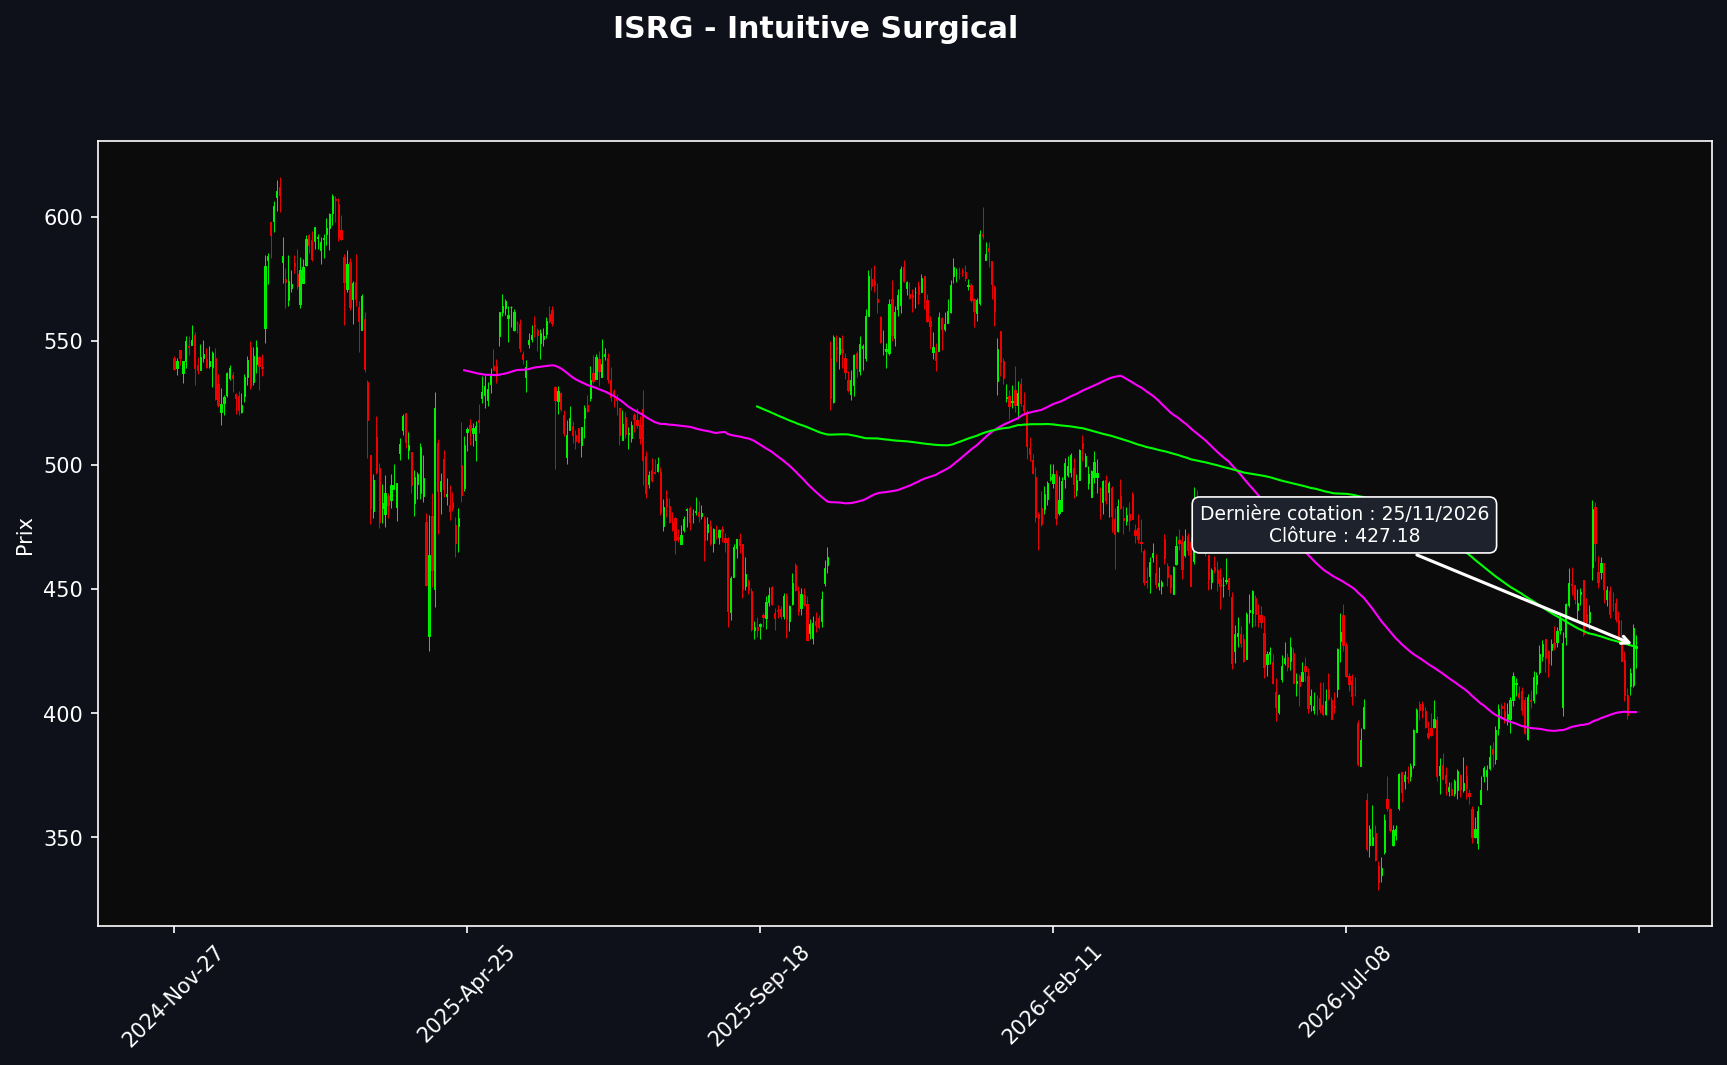 ISRG - Intuitive Surgical
Prix
600
550
500
450
400
350
Dernière cotation : 25/11/2026
Clôture : 427.18
2024-Nov-27
2025-Apr-25
2025-Sep-18
2026-Feb-11
2026-Jul-08